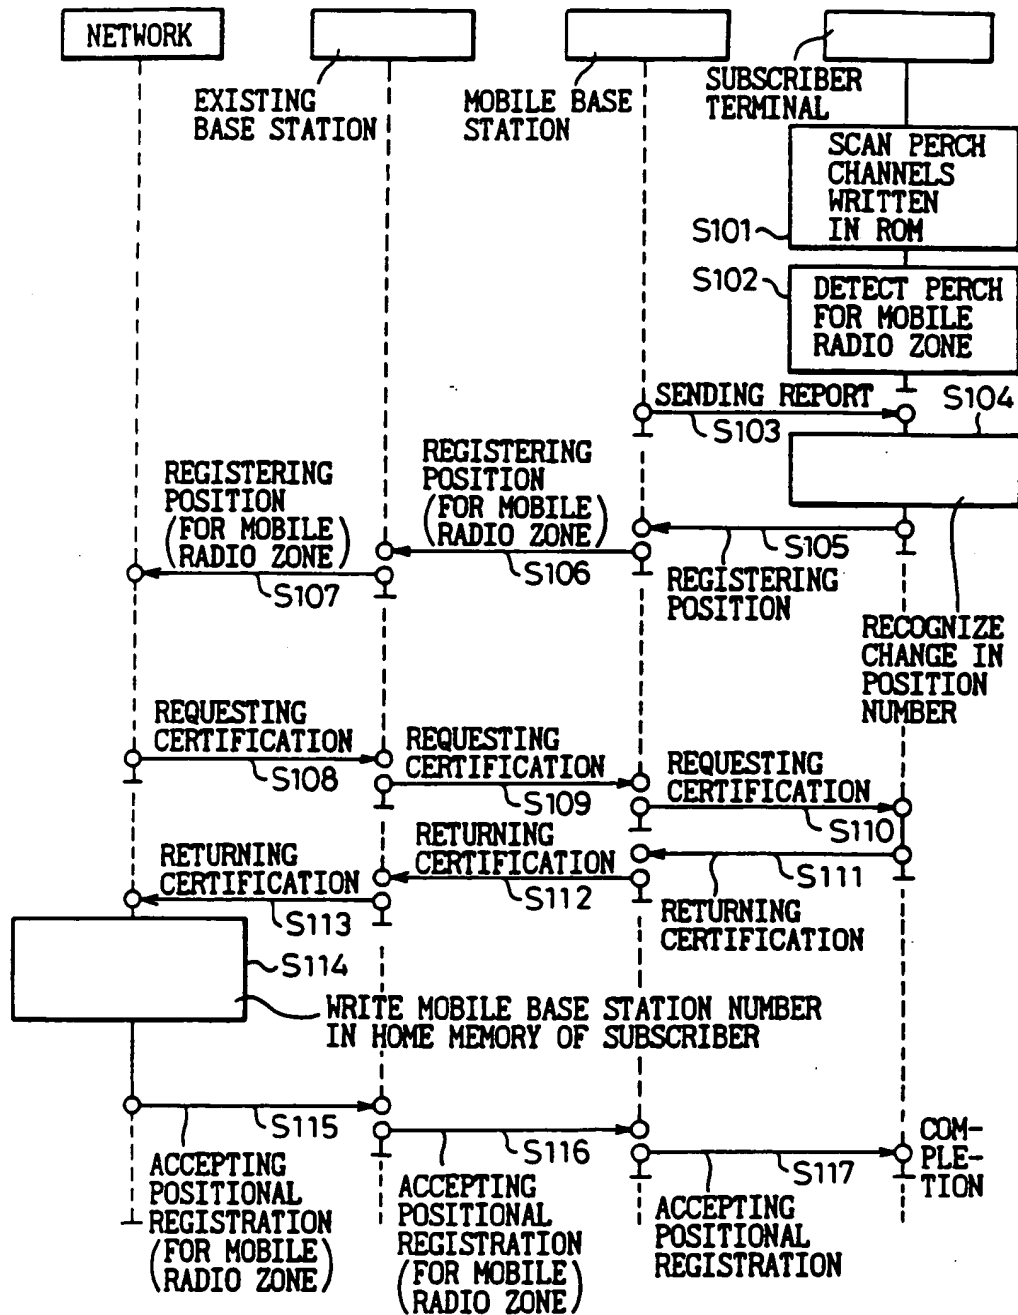 NETWORK
EXISTING
BASE STATION
MOBILE BASE
STATION
SUBSCRIBER
TERMINAL
SCAN PERCH
CHANNELS
WRITTEN
IN ROM
S101
S102
DETECT PERCH
FOR MOBILE
RADIO ZONE
SENDING REPORT
S103
S104
REGISTERING
POSITION
(FOR MOBILE)
(RADIO ZONE)
S107
REGISTERING
POSITION
(FOR MOBILE)
(RADIO ZONE)
S106
S105
REGISTERING
POSITION
RECOGNIZE
CHANGE IN
POSITION
NUMBER
REQUESTING
CERTIFICATION
S108
REQUESTING
CERTIFICATION
S109
REQUESTING
CERTIFICATION
S110
RETURNING
CERTIFICATION
S113
RETURNING
CERTIFICATION
S112
S111
RETURNING
CERTIFICATION
S114
WRITE MOBILE BASE STATION NUMBER
IN HOME MEMORY OF SUBSCRIBER
S115
S116
S117
COM-
PLE-
TION
ACCEPTING
POSITIONAL
REGISTRATION
(FOR MOBILE)
(RADIO ZONE)
ACCEPTING
POSITIONAL
REGISTRATION
(FOR MOBILE)
(RADIO ZONE)
ACCEPTING
POSITIONAL
REGISTRATION